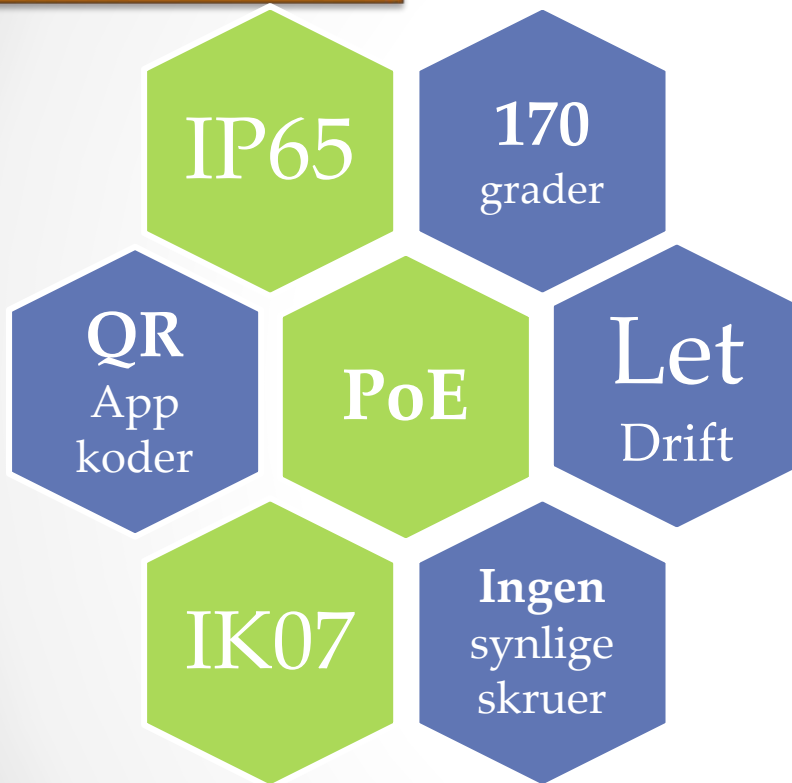 IP65
170
grader
QR
App
koder
PoE
Let
Drift
IK07
Ingen
synlige
skruer